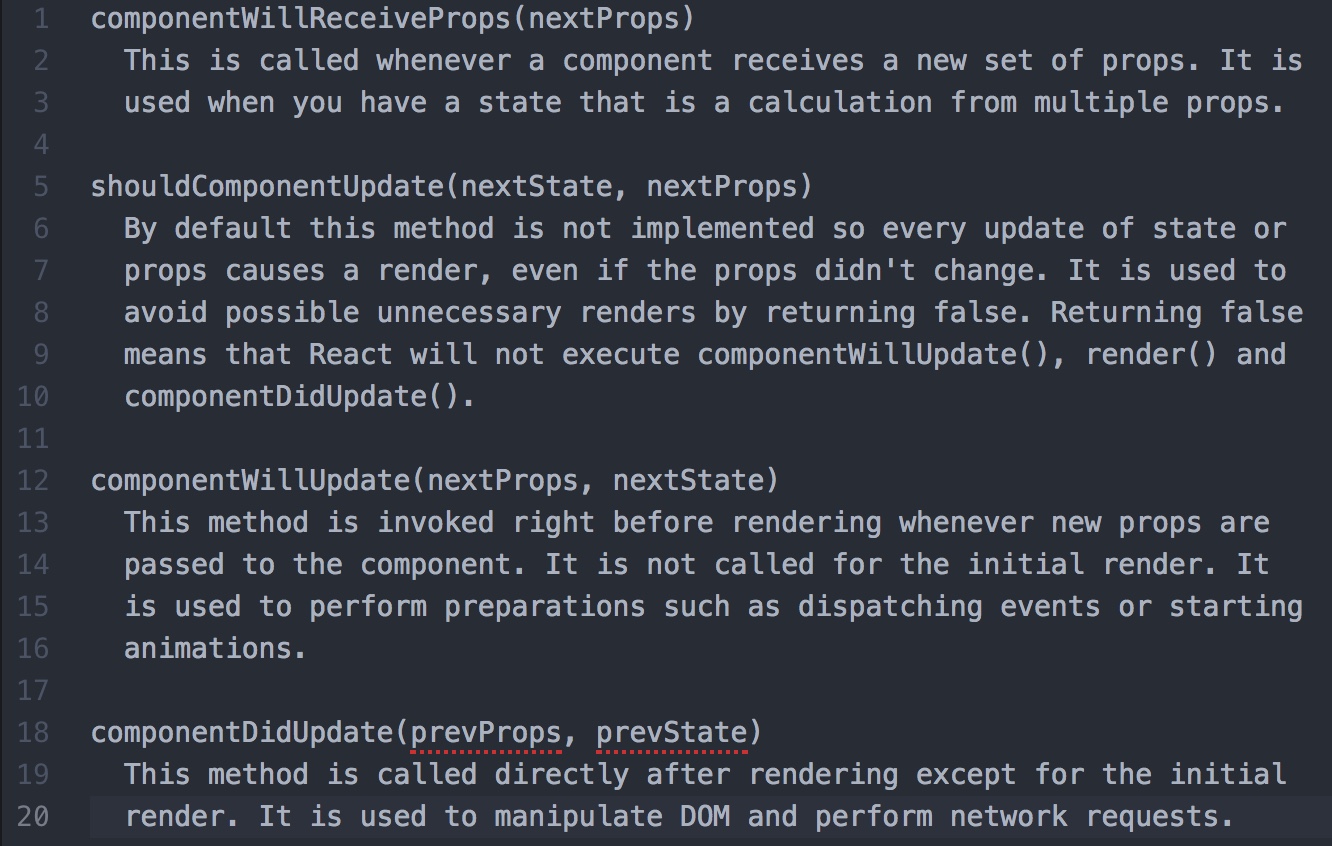 1 componentWillReceiveProps(nextProps)
2 This is called whenever a component receives a new set of props. It is
3 used when you have a state that is a calculation from multiple props.
4
5 shouldComponentUpdate(nextState, nextProps)
6 By default this method is not implemented so every update of state or
7 props causes a render, even if the props didn't change. It is used to
8 avoid possible unnecessary renders by returning false. Returning false
9 means that React will not execute componentWillUpdate(), render() and
10 componentDidUpdate().
11
12 componentWillUpdate(nextProps, nextState)
13 This method is invoked right before rendering whenever new props are
14 passed to the component. It is not called for the initial render. It
15 is used to perform preparations such as dispatching events or starting
16 animations.
17
18 componentDidUpdate(prevProps, prevState)
19 This method is called directly after rendering except for the initial
20 render. It is used to manipulate DOM and perform network requests.